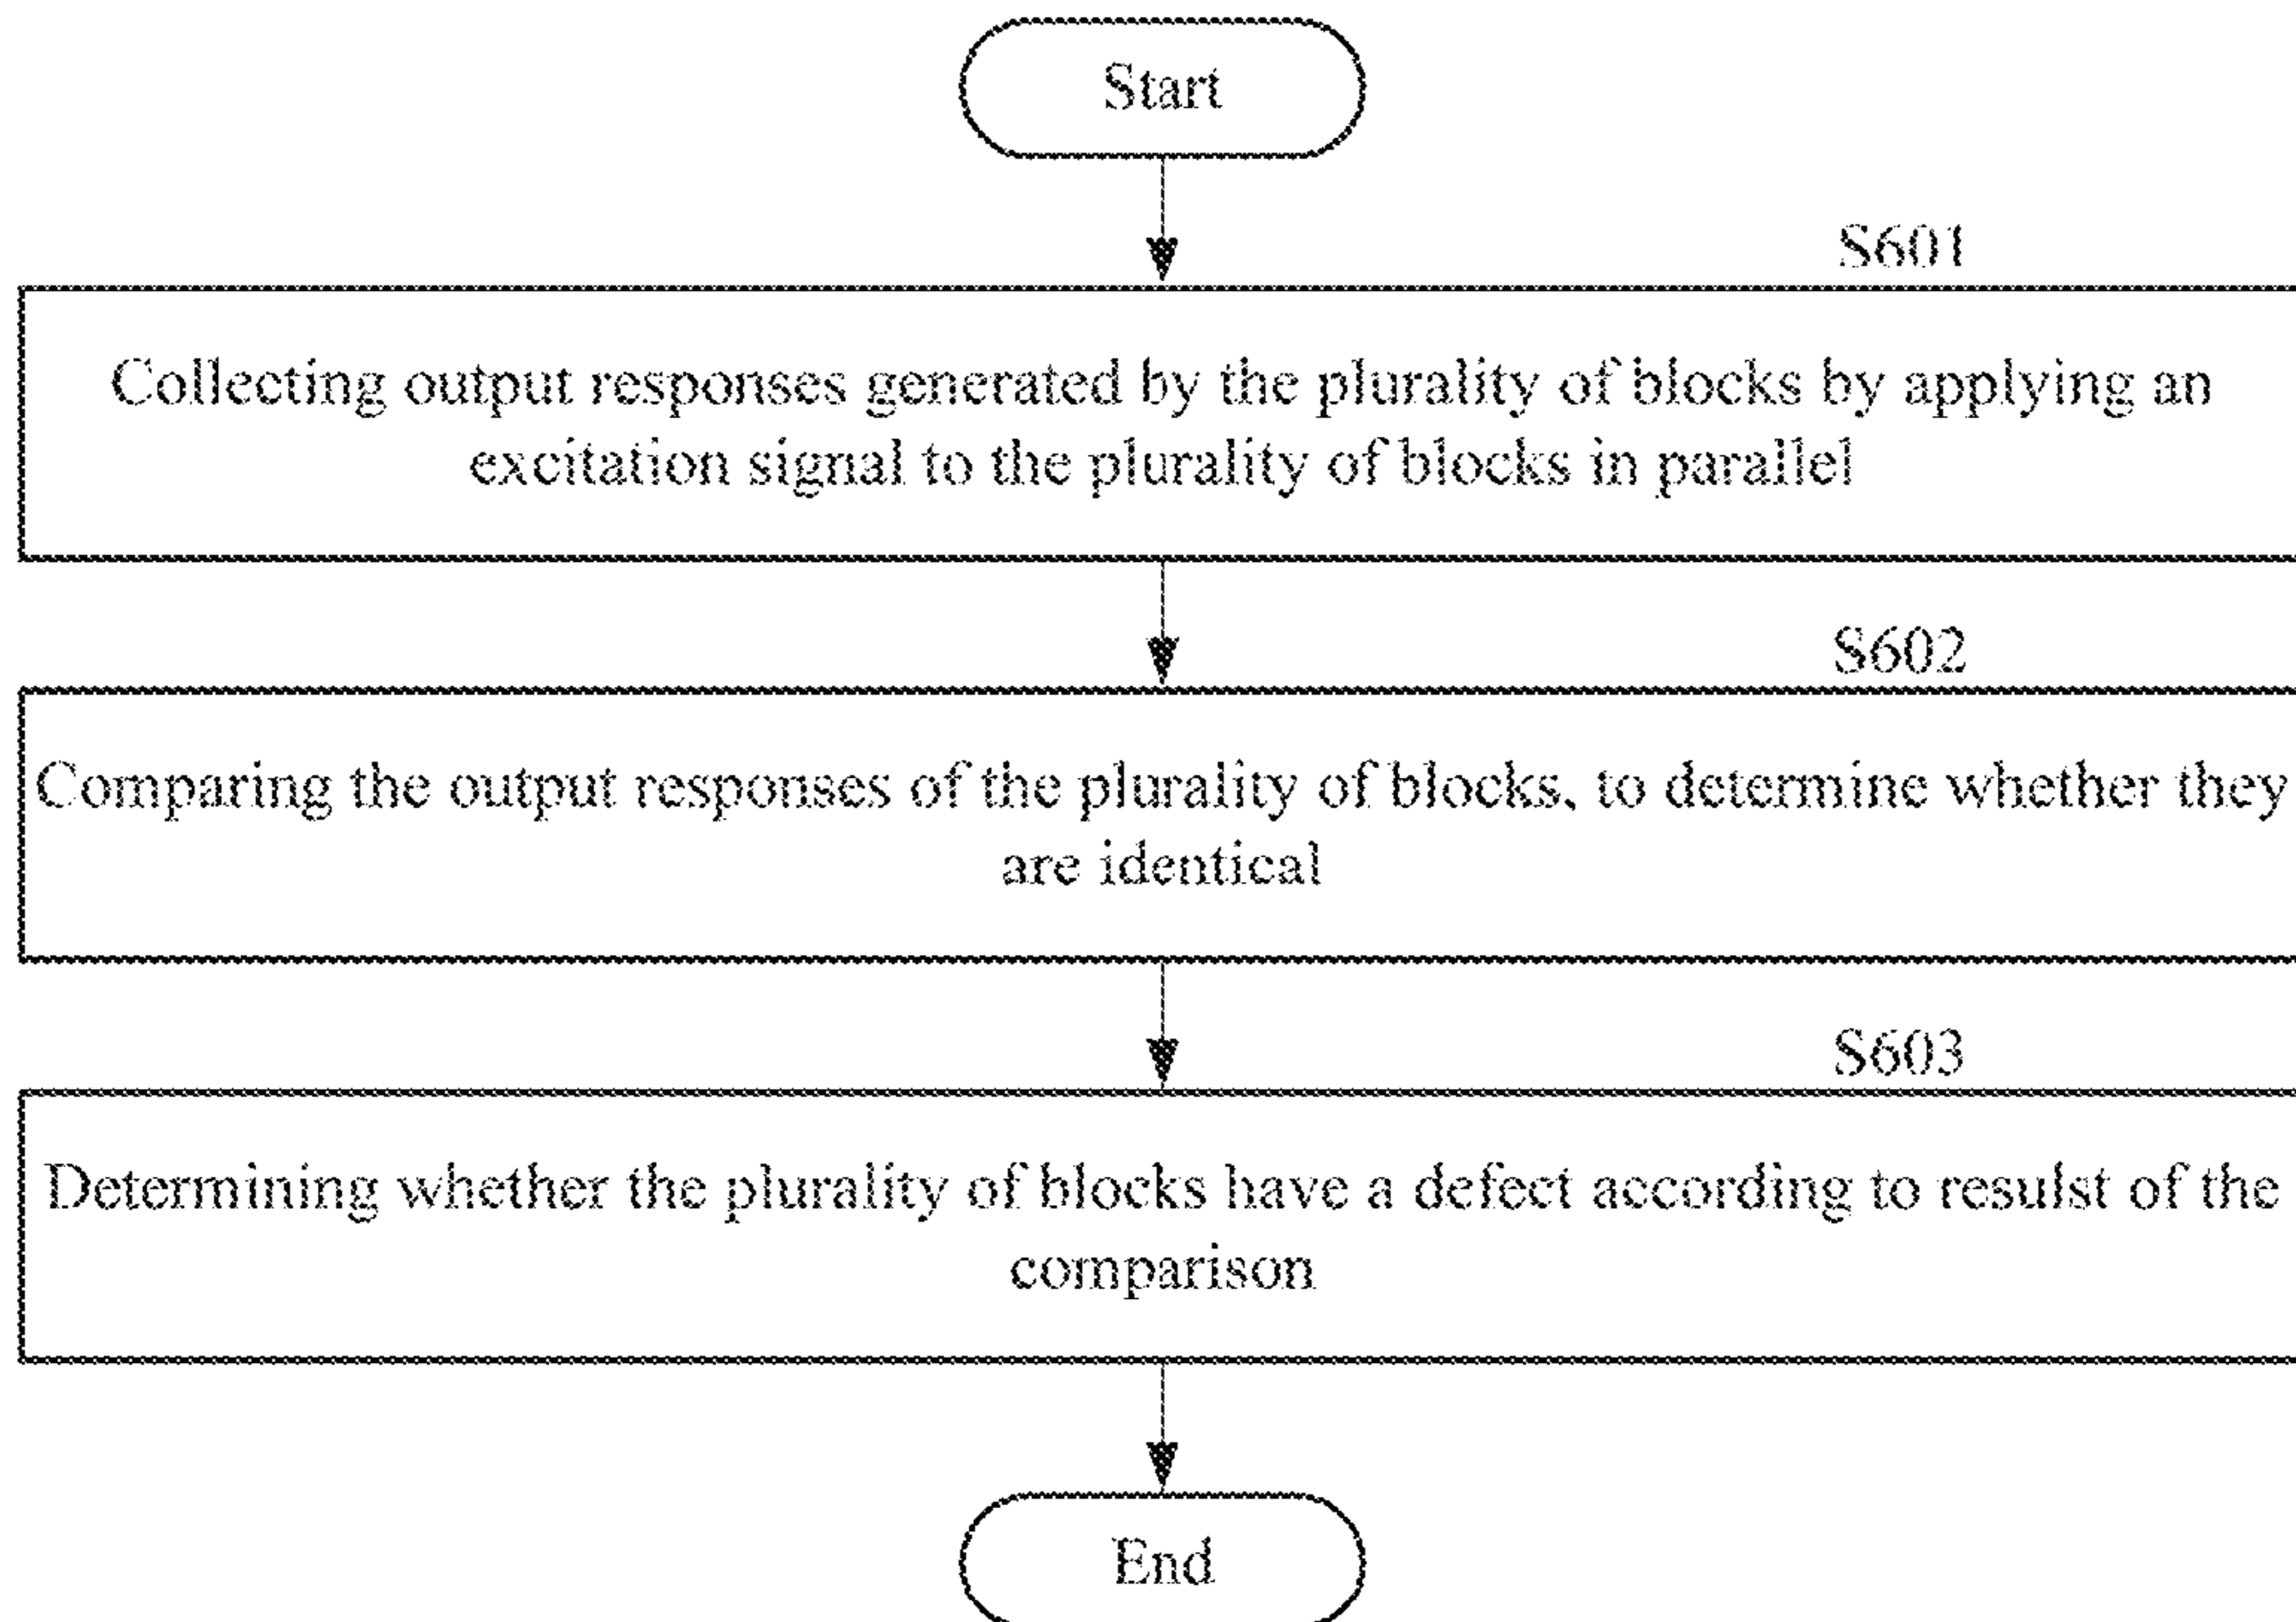 Start
S601
Collecting output responses generated by the plurality of blocks by applying an
excitation signal to the plurality of blocks in parallel
S602
Comparing the output responses of the plurality of blocks, to determine whether they
are identical
S603
Determining whether the plurality of blocks have a defect according to resulst of the
comparison
End